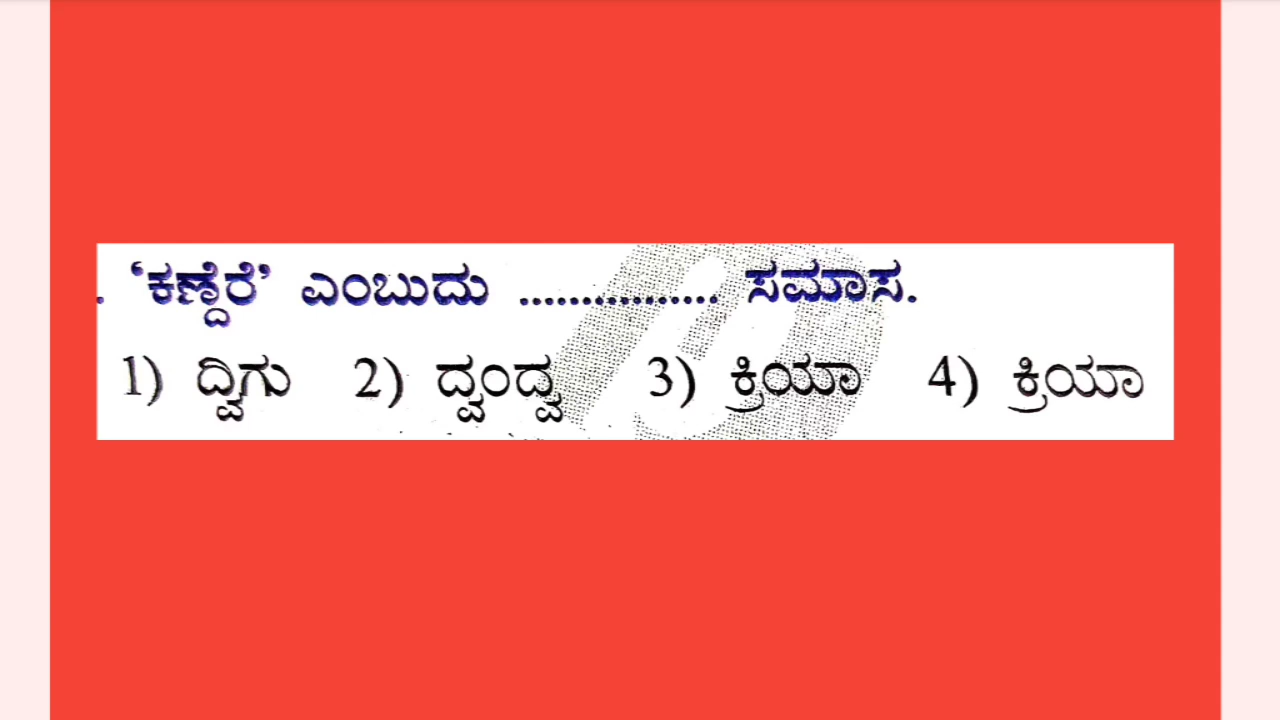 . ‘ಕಣ್ದೆರೆ’ ಎಂಬುದು ................ ಸಮಾಸ.
1) ದ್ವಿಗು 2) ದ್ವಂದ್ವ 3) ಕ್ರಿಯಾ 4) ಕ್ರಿಯಾ